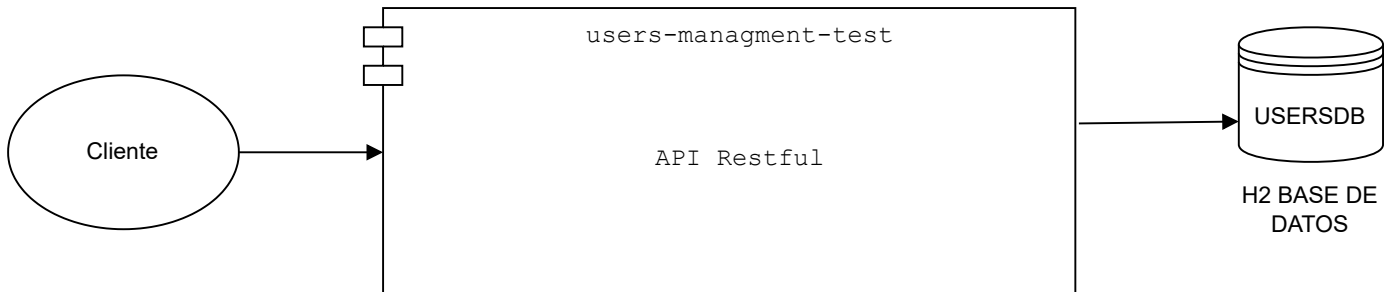 users-managment-test
Cliente
API Restful
USERSDB
H2 BASE DE
DATOS